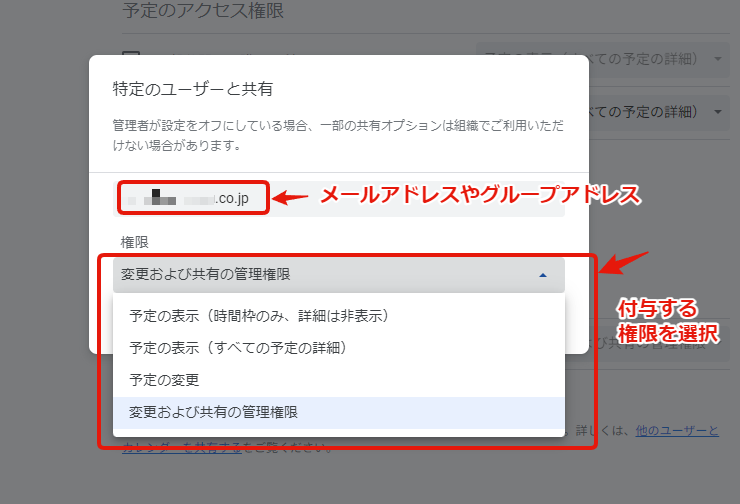 予定のアクセス権限
ての予定の詳細）
特定のユーザーと共有
管理者が設定をオフにしている場合、一部の共有オプションは組織でご利用いただ
けない場合があります。
ての予定の詳細）
.co.jp
メールアドレスやグループアドレス
権限
変更および共有の管理権限
付与する
権限を選択
予定の表示（時間枠のみ、詳細は非表示）
予定の表示（すべての予定の詳細）
よび共有の管理権限
予定の変更
変更および共有の管理権限
詳しくは、他のユーザーと
カレンダーを共有するをご覧ください。